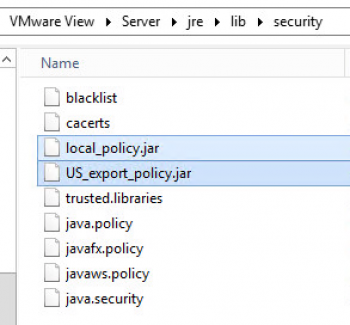 VMware View Server jre lib security
Name
blacklist
cacerts
local_policy.jar
US_export_policy.jar
trusted.libraries
java.policy
javafx.policy
javaws.policy
java.security